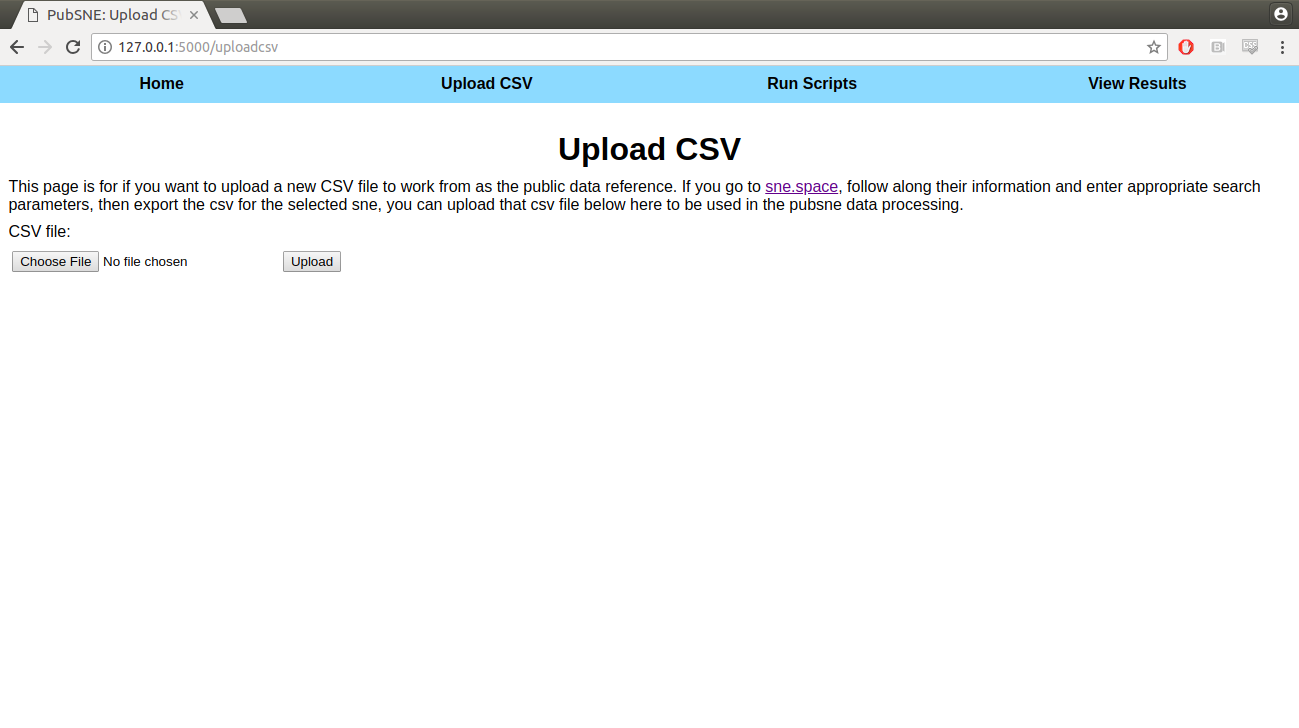 PubSNE: Upload CS
127.0.0.1:5000/uploadcsv
Home Upload CSV Run Scripts View Results
Upload CSV
This page is for if you want to upload a new CSV file to work from as the public data reference. If you go to sne.space, follow along their information and enter appropriate search
parameters, then export the csv for the selected sne, you can upload that csv file below here to be used in the pubsne data processing.
CSV file:
Choose File No file chosen Upload